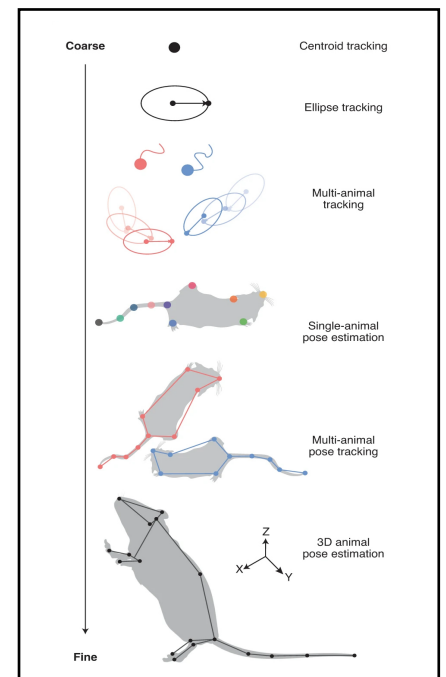 Coarse
Centroid tracking
Ellipse tracking
Multi-animal
tracking
Single-animal
pose estimation
Multi-animal
pose tracking
3D animal
pose estimation
Z
X
Y
Fine